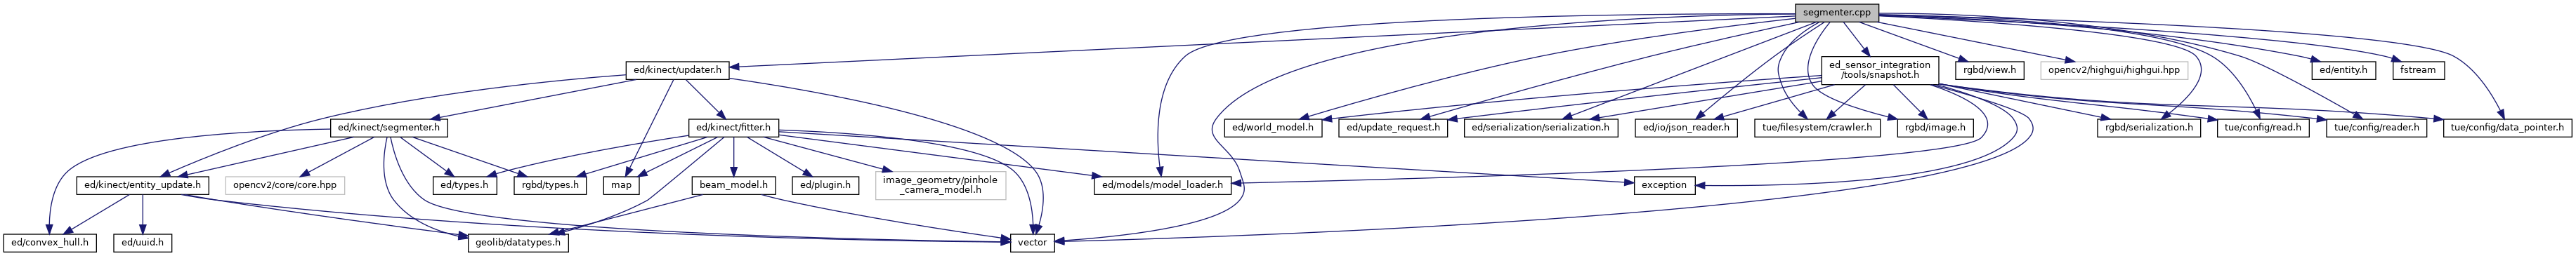 segmenter.cpp
ed/kinect/updater.h
ed_sensor_integration
/tools/snapshot.h
rgbd/view.h
opencv2/highgui/highgui.hpp
ed/entity.h
fstream
ed/kinect/segmenter.h
ed/kinect/fitter.h
ed/world_model.h
ed/update_request.h
ed/serialization/serialization.h
ed/io/json_reader.h
tue/filesystem/crawler.h
rgbd/image.h
rgbd/serialization.h
tue/config/read.h
tue/config/reader.h
tue/config/data_pointer.h
ed/kinect/entity_update.h
opencv2/core/core.hpp
ed/types.h
rgbd/types.h
map
beam_model.h
ed/plugin.h
image_geometry/pinhole
_camera_model.h
ed/models/model_loader.h
exception
ed/convex_hull.h
ed/uuid.h
geolib/datatypes.h
vector